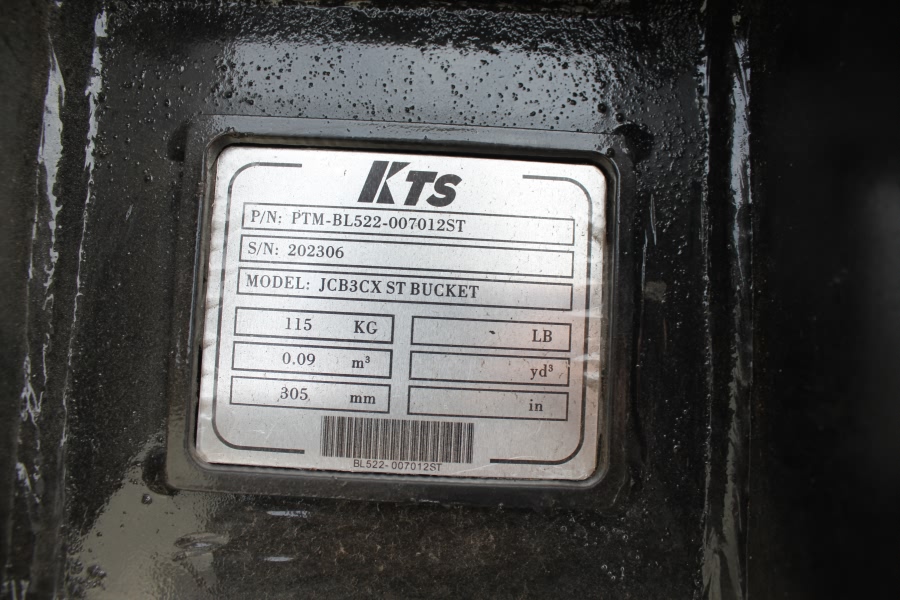 KTS
P/N: PTM-BL522-007012ST
S/N: 202306
MODEL: JCB3CX ST BUCKET
115 KG LB
0.09 m³ yd³
305 mm in
BL522-007012ST